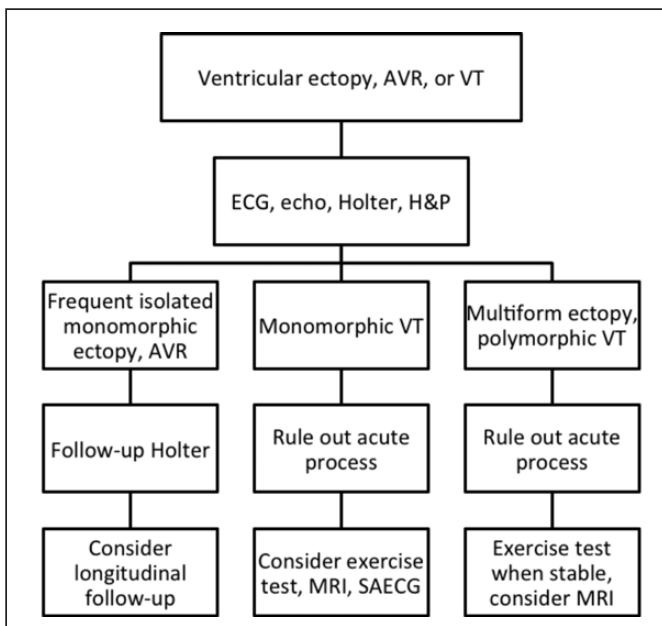 Ventricular ectopy, AVR, or VT
ECG, echo, Holter, H&P
Frequent isolated
monomorphic
ectopy, AVR
Monomorphic VT
Multiform ectopy,
polymorphic VT
Follow-up Holter
Rule out acute
process
Rule out acute
process
Consider
longitudinal
follow-up
Consider exercise
test, MRI, SAECG
Exercise test
when stable,
consider MRI